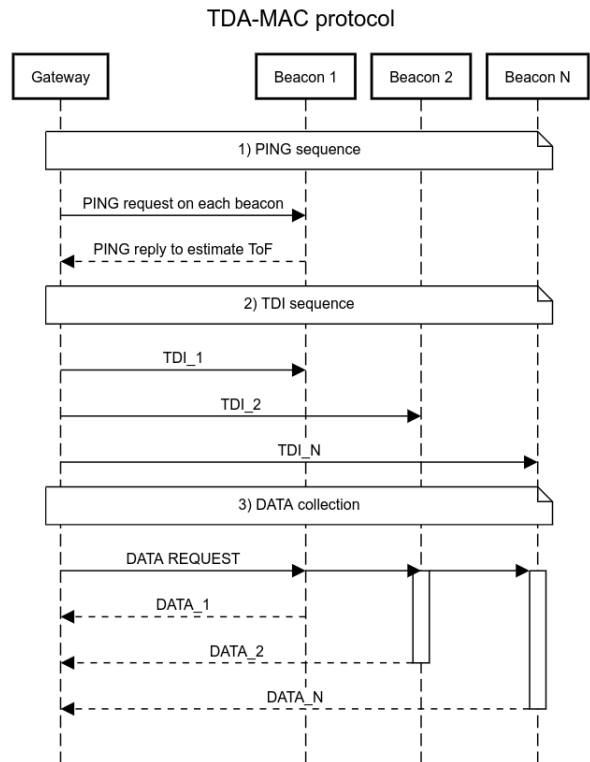 TDA-MAC protocol
Gateway
Beacon 1
Beacon 2
Beacon N
1) PING sequence
PING request on each beacon
PING reply to estimate ToF
2) TDI sequence
TDI_1
TDI_2
TDI_N
3) DATA collection
DATA REQUEST
DATA_1
DATA_2
DATA_N